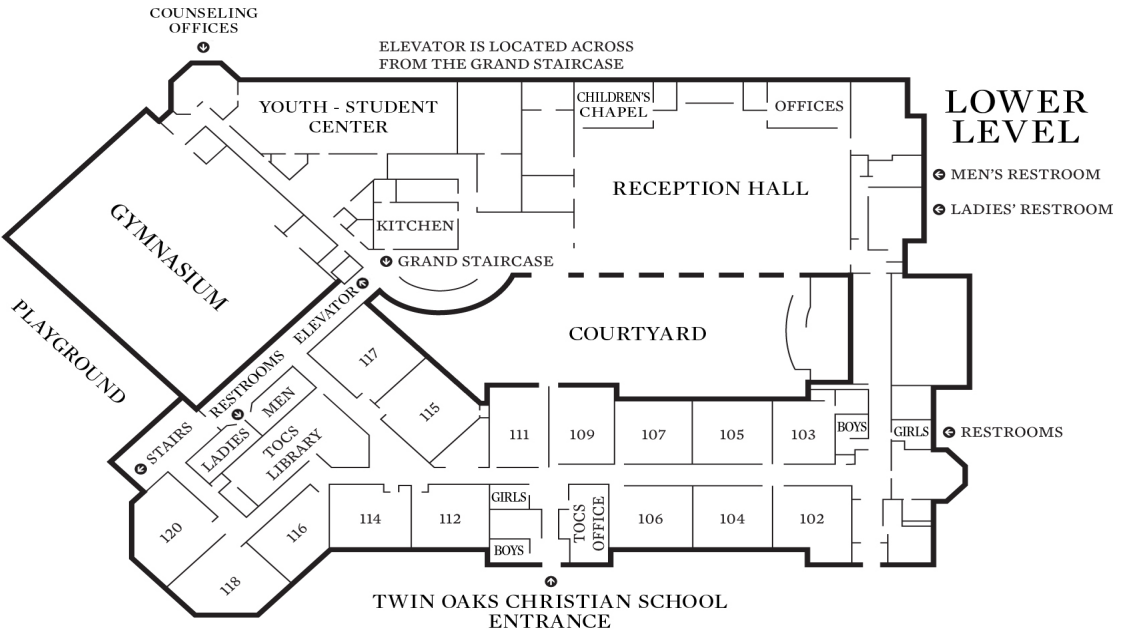 COUNSELING
OFFICES
ELEVATOR IS LOCATED ACROSS
FROM THE GRAND STAIRCASE
LOWER
LEVEL
YOUTH - STUDENT
CENTER
CHILDREN'S
CHAPEL
OFFICES
MEN'S RESTROOM
LADIES' RESTROOM
RECEPTION HALL
GYMNASIUM
KITCHEN
GRAND STAIRCASE
PLAYGROUND
ELEVATOR
COURTYARD
RESTROOMS
MEN
LADIES
STAIRS
TOCS
LIBRARY
117
115
111
109
107
105
103
BOYS
GIRLS
RESTROOMS
120
118
116
114
112
GIRLS
BOYS
TOCS
OFFICE
106
104
102
TWIN OAKS CHRISTIAN SCHOOL
ENTRANCE